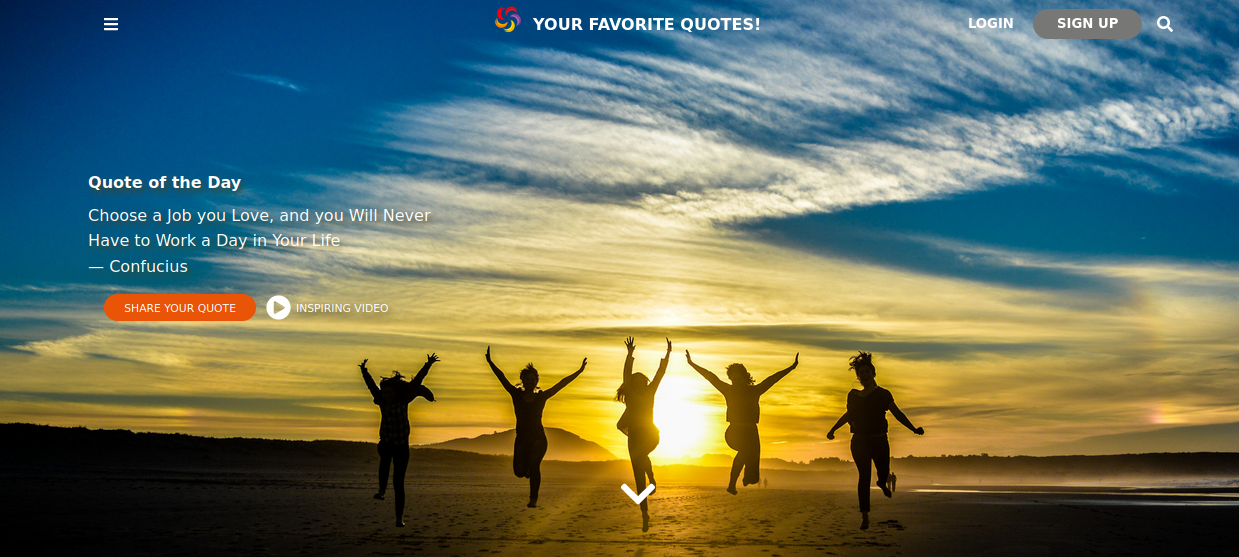 YOUR FAVORITE QUOTES!
LOGIN
SIGN UP
Quote of the Day
Choose a Job you Love, and you Will Never
Have to Work a Day in Your Life
— Confucius
SHARE YOUR QUOTE
INSPIRING VIDEO